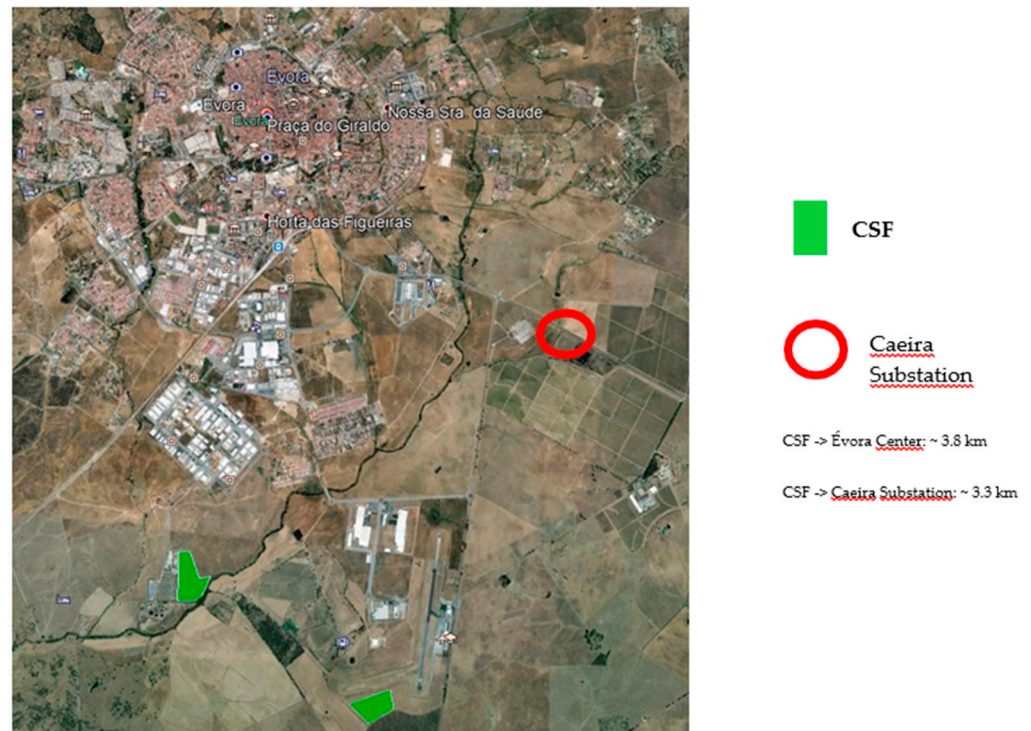 Évora
Évora
Évora
Praça do Giraldo
Nossa Sra. da Saúde
Horta das Figueiras
CSF
Caeira
Substation
CSF -> Évora Center: ~ 3.8 km
CSF -> Caeira Substation: ~ 3.3 km